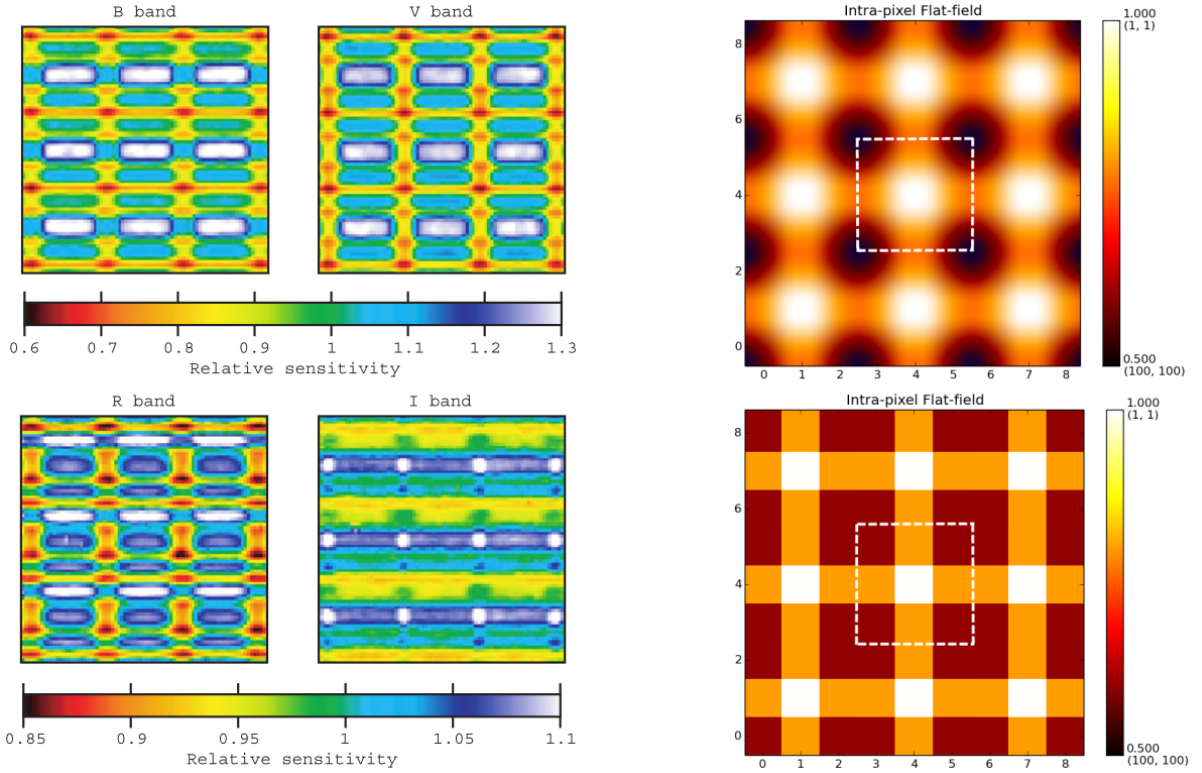 B band
V band
0.6 0.7 0.8 0.9 1 1.1 1.2 1.3
Relative sensitivity
R band
I band
0.85 0.9 0.95 1 1.05 1.1
Relative sensitivity
Intra-pixel Flat-field
8
6
4
2
0
0 1 2 3 4 5 6 7 8
1.000
(1, 1)
0.500
(100, 100)
Intra-pixel Flat-field
8
6
4
2
0
0 1 2 3 4 5 6 7 8
1.000
(1, 1)
0.500
(100, 100)